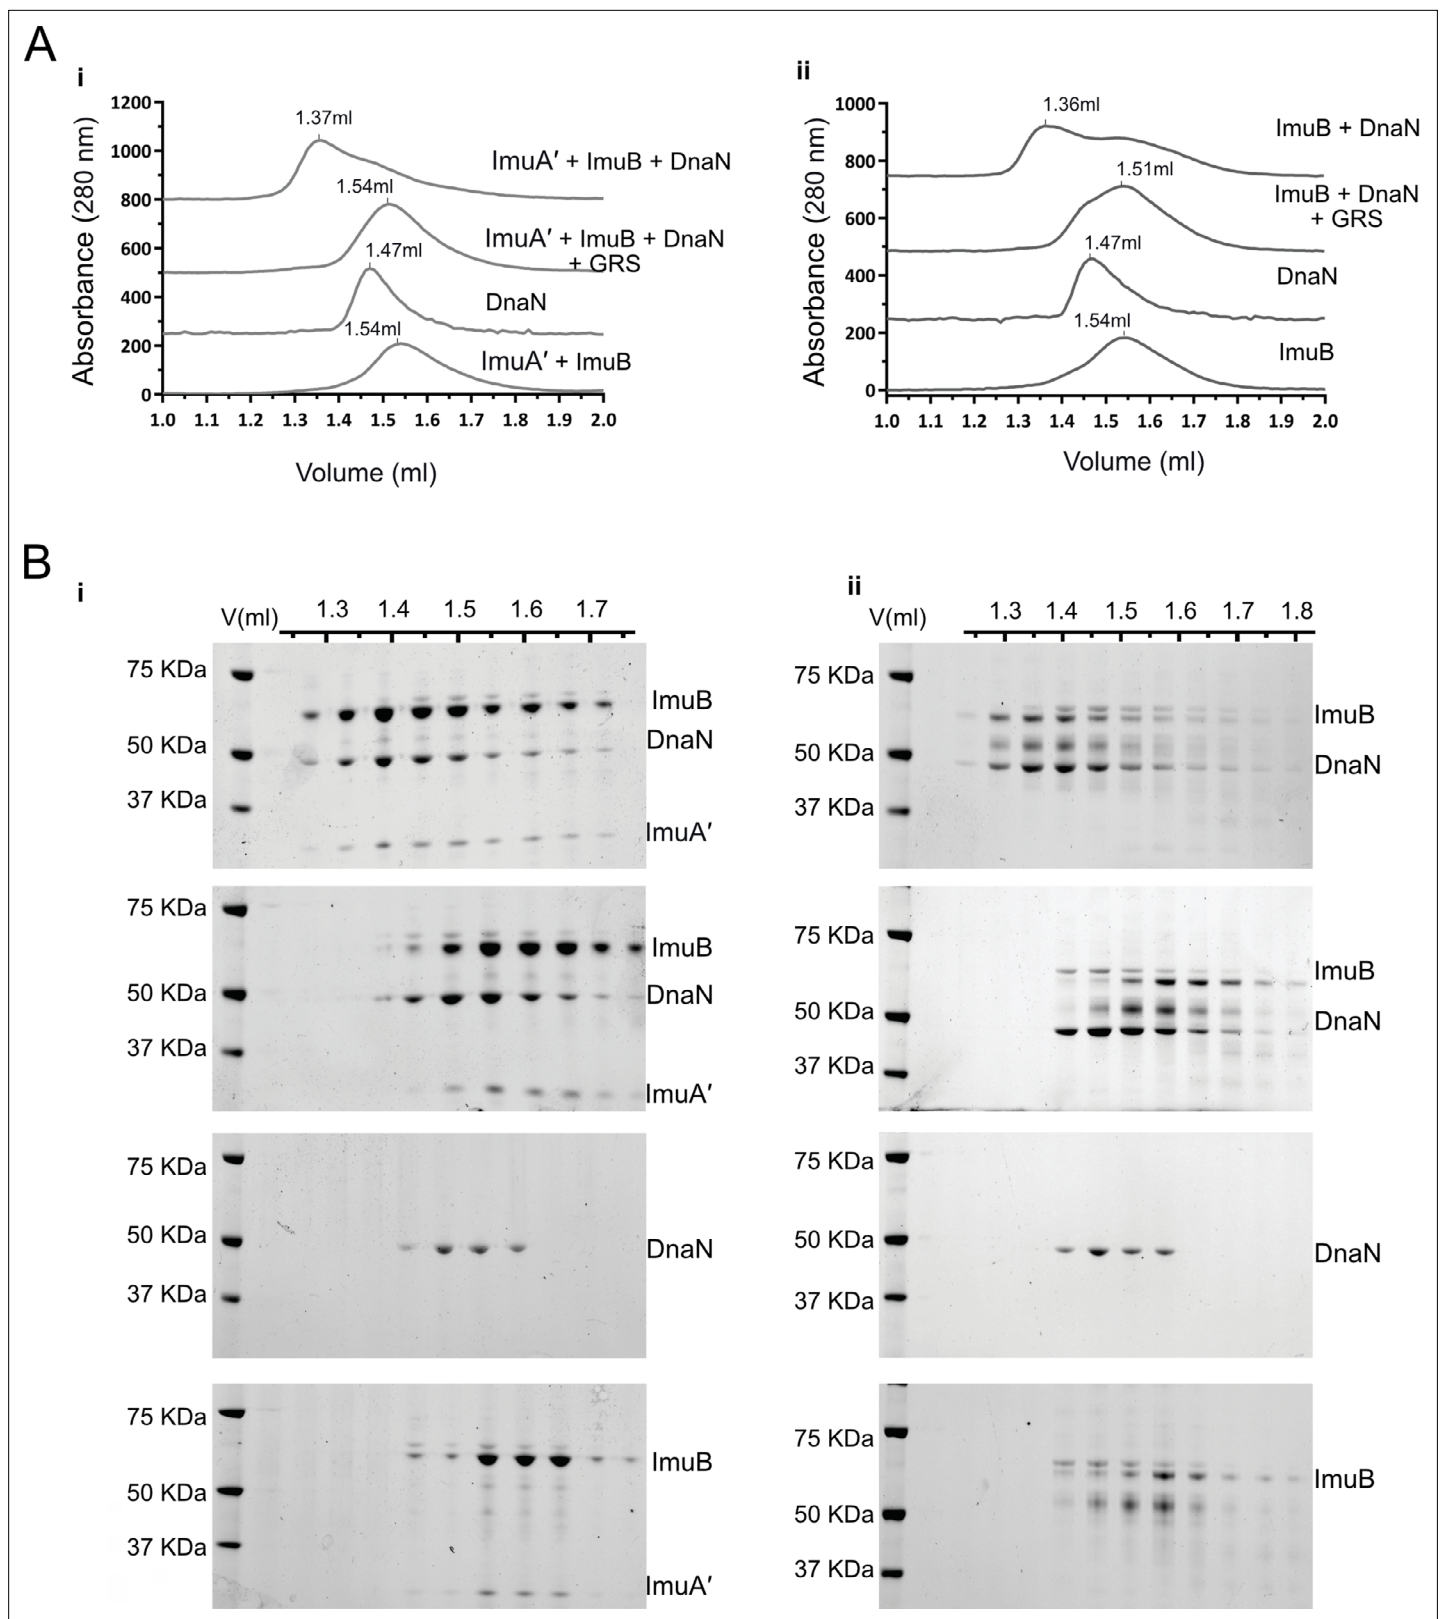 A
i
1200
1000
800
600
400
200
0
Absorbance (280 nm)
1.37ml
ImuA′ + ImuB + DnaN
1.54ml
ImuA′ + ImuB + DnaN
+ GRS
1.47ml
DnaN
1.54ml
ImuA′ + ImuB
1.0 1.1 1.2 1.3 1.4 1.5 1.6 1.7 1.8 1.9 2.0
Volume (ml)
ii
1000
800
600
400
200
0
Absorbance (280 nm)
1.36ml
ImuB + DnaN
1.51ml
ImuB + DnaN
+ GRS
1.47ml
DnaN
1.54ml
ImuB
1.0 1.1 1.2 1.3 1.4 1.5 1.6 1.7 1.8 1.9 2.0
Volume (ml)
B
i
V(ml) 1.3 1.4 1.5 1.6 1.7
75 KDa
50 KDa
37 KDa
ImuB
DnaN
ImuA′
75 KDa
50 KDa
37 KDa
ImuB
DnaN
ImuA′
75 KDa
50 KDa
37 KDa
DnaN
75 KDa
50 KDa
37 KDa
ImuB
ImuA′
ii
V(ml) 1.3 1.4 1.5 1.6 1.7 1.8
75 KDa
50 KDa
37 KDa
ImuB
DnaN
75 KDa
50 KDa
37 KDa
ImuB
DnaN
75 KDa
50 KDa
37 KDa
DnaN
75 KDa
50 KDa
37 KDa
ImuB